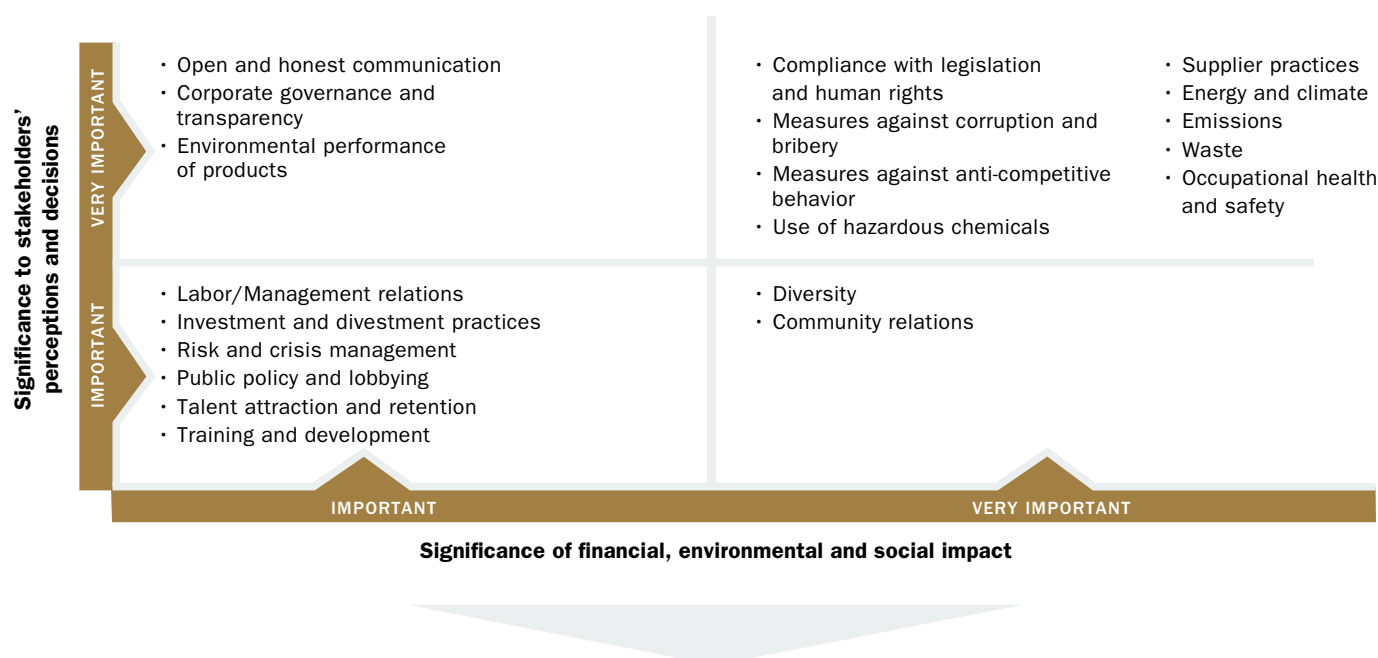 Significance to stakeholders'
perceptions and decisions
VERY IMPORTANT
• Open and honest communication
• Corporate governance and
transparency
• Environmental performance
of products
• Compliance with legislation
and human rights
• Measures against corruption and
bribery
• Measures against anti-competitive
behavior
• Use of hazardous chemicals
• Supplier practices
• Energy and climate
• Emissions
• Waste
• Occupational health
and safety
IMPORTANT
• Labor/Management relations
• Investment and divestment practices
• Risk and crisis management
• Public policy and lobbying
• Talent attraction and retention
• Training and development
• Diversity
• Community relations
IMPORTANT
VERY IMPORTANT
Significance of financial, environmental and social impact